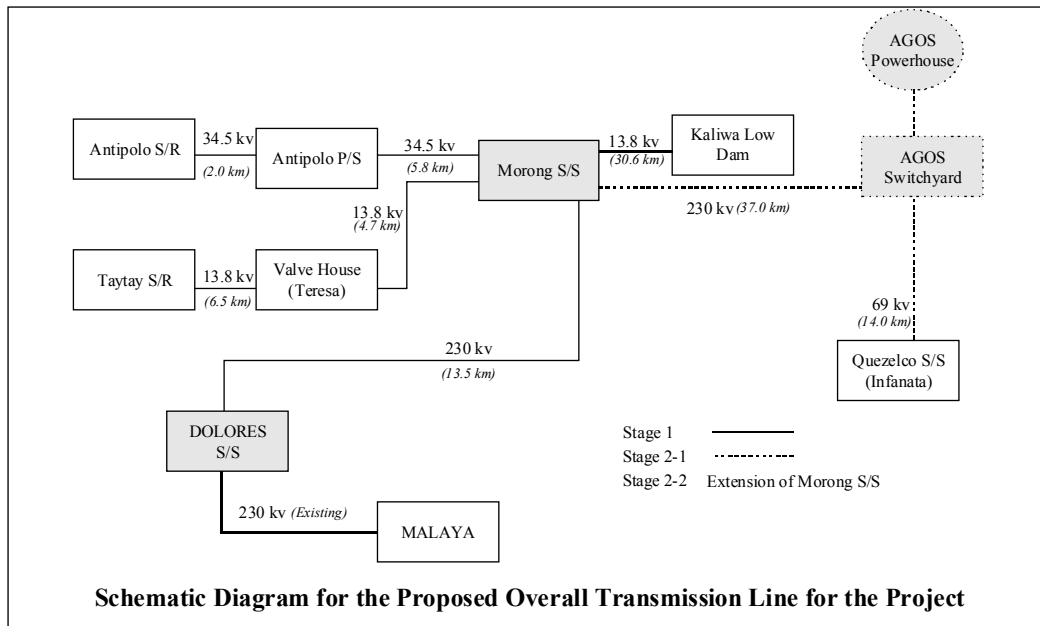 AGOS
Powerhouse
34.5 kv
34.5 kv
13.8 kv
Kaliwa Low
Dam
Antipolo S/R
Antipolo P/S
Morong S/S
AGOS
Switchyard
(2.0 km)
(5.8 km)
(30.6 km)
230 kv (37.0 km)
13.8 kv
(4.7 km)
Taytay S/R
13.8 kv
Valve House
(Teresa)
(6.5 km)
69 kv
(14.0 km)
230 kv
(13.5 km)
Quezelco S/S
(Infanata)
DOLORES
S/S
Stage 1
Stage 2-1
Stage 2-2 Extension of Morong S/S
230 kv (Existing)
MALAYA
Schematic Diagram for the Proposed Overall Transmission Line for the Project